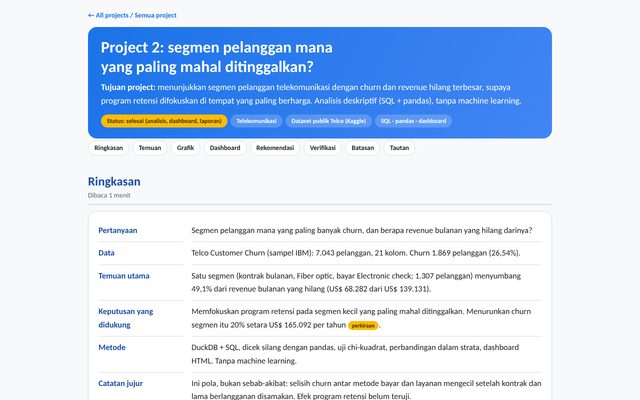 ← All projects / Semua project
Project 2: segmen pelanggan mana
yang paling mahal ditinggalkan?
Tujuan project: menunjukkan segmen pelanggan telekomunikasi dengan churn dan revenue hilang terbesar, supaya
program retensi difokuskan di tempat yang paling berharga. Analisis deskriptif (SQL + pandas), tanpa machine learning.
Status: selesai (analisis, dashboard, laporan)
Telekomunikasi
Dataset publik Telco (Kaggle)
SQL · pandas · dashboard
Ringkasan
Temuan
Grafik
Dashboard
Rekomendasi
Verifikasi
Batasan
Tautan
Ringkasan
Dibaca 1 menit
Pertanyaan
Segmen pelanggan mana yang paling banyak churn, dan berapa revenue bulanan yang hilang darinya?
Data
Telco Customer Churn (sampel IBM): 7.043 pelanggan, 21 kolom. Churn 1.869 pelanggan (26,54%).
Temuan utama
Satu segmen (kontrak bulanan, Fiber optic, bayar Electronic check; 1.307 pelanggan) menyumbang
49,1% dari revenue bulanan yang hilang (US$ 68.282 dari US$ 139.131).
Keputusan yang
didukung
Memfokuskan program retensi pada segmen kecil yang paling mahal ditinggalkan. Menurunkan churn
segmen itu 20% setara US$ 165.092 per tahun perkiraan.
Metode
DuckDB + SQL, dicek silang dengan pandas, uji chi-kuadrat, perbandingan dalam strata, dashboard
HTML. Tanpa machine learning.
Catatan jujur
Ini pola, bukan sebab-akibat: selisih churn antar metode bayar dan layanan mengecil setelah kontrak dan
lama berlangganan disamakan. Efek program retensi belum teruji.